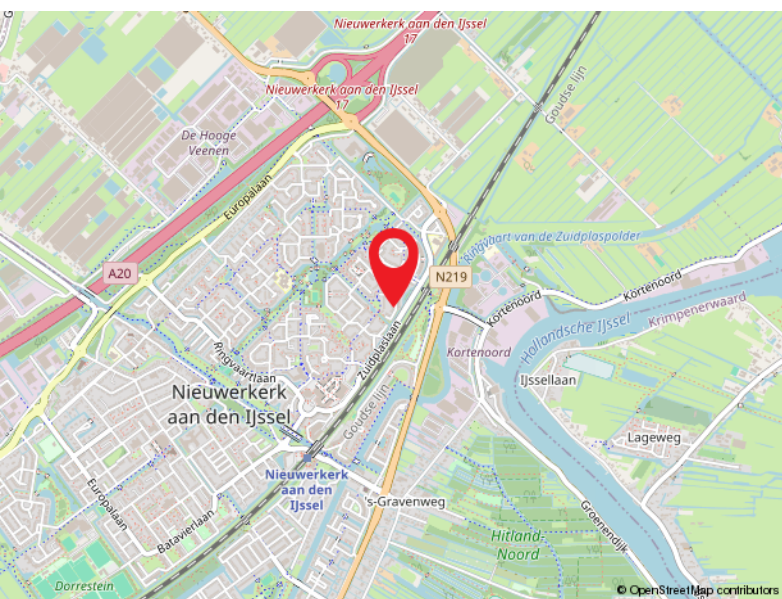 Nieuwerkerk
aan den IJssel
17
Nieuwerkerk aan den IJssel
17
Goudse lijn
De Hooge
Veenen
Europalaan
Ringvaart van de Zuidplaspolder
A20
N219
Kortenoord
Kortenoord
Hollandsche IJssel
Krimpenerwaard
Kortenoord
Zuidplaslaan
Ringvaartlaan
IJssellaan
Nieuwerkerk
aan den IJssel
Goudse lijn
Lageweg
Nieuwerkerk
aan den
IJssel
Europalaan
's-Gravenweg
Batavierlaan
Groenendijk
Hitland-
Noord
Dorrestein
© OpenStreetMap contributors